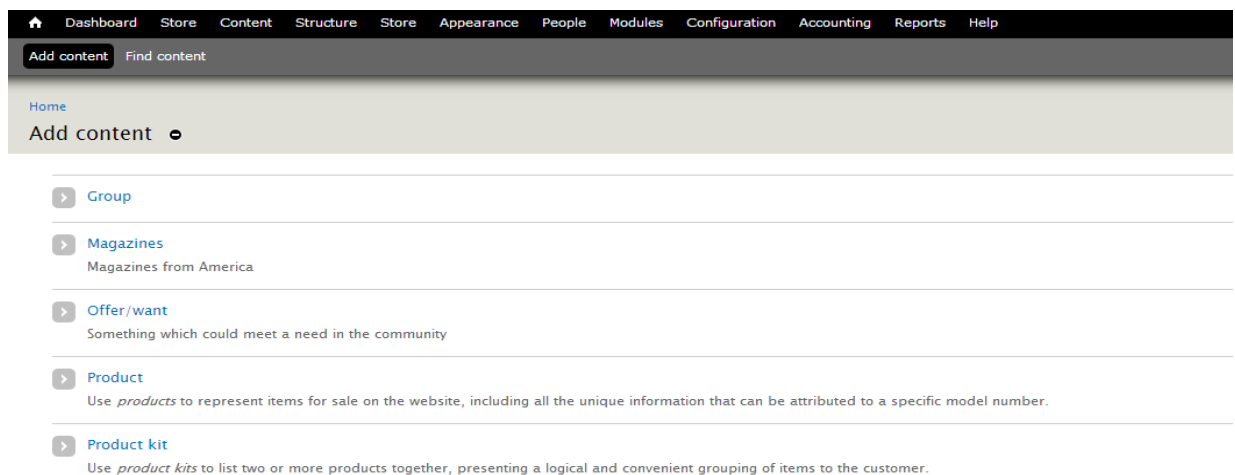 Dashboard Store Content Structure Store Appearance People Modules Configuration Accounting Reports Help
Add content Find content
Home
Add content
Group
Magazines
Magazines from America
Offer/want
Something which could meet a need in the community
Product
Use products to represent items for sale on the website, including all the unique information that can be attributed to a specific model number.
Product kit
Use product kits to list two or more products together, presenting a logical and convenient grouping of items to the customer.